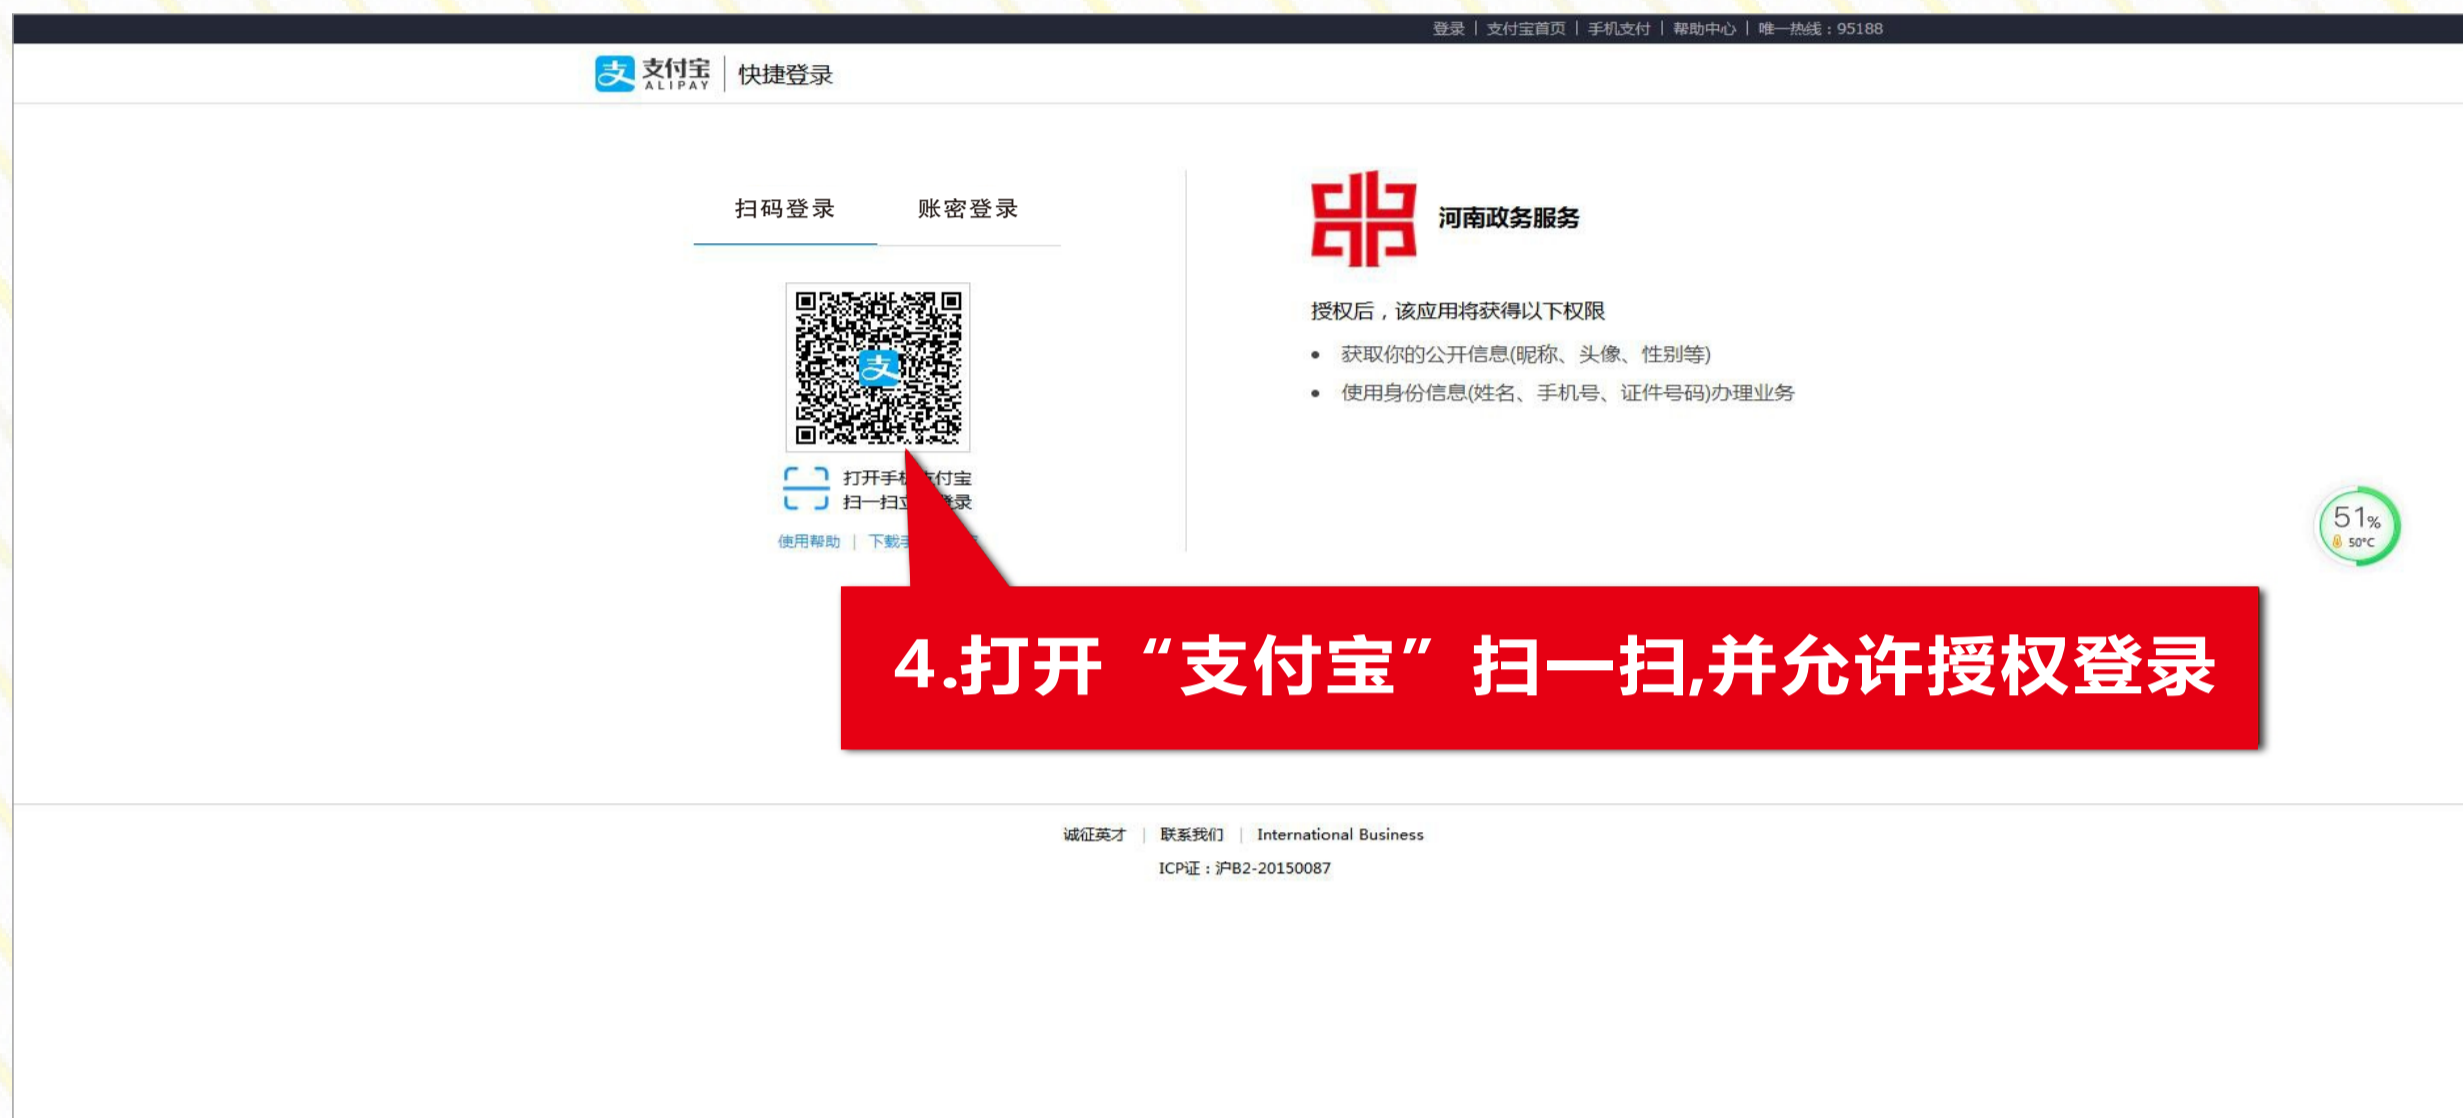 登录 | 支付宝首页 | 手机支付 | 帮助中心 | 唯一热线：95188
支 支付宝 | 快捷登录
ALIPAY
扫码登录 账密登录
支
打开手机支付宝
扫一扫立 登录
使用帮助 | 下载手
河南政务服务
授权后，该应用将获得以下权限
• 获取你的公开信息(昵称、头像、性别等)
• 使用身份信息(姓名、手机号、证件号码)办理业务
51%
50°C
4.打开“支付宝”扫一扫,并允许授权登录
诚征英才 | 联系我们 | International Business
ICP证：沪B2-20150087